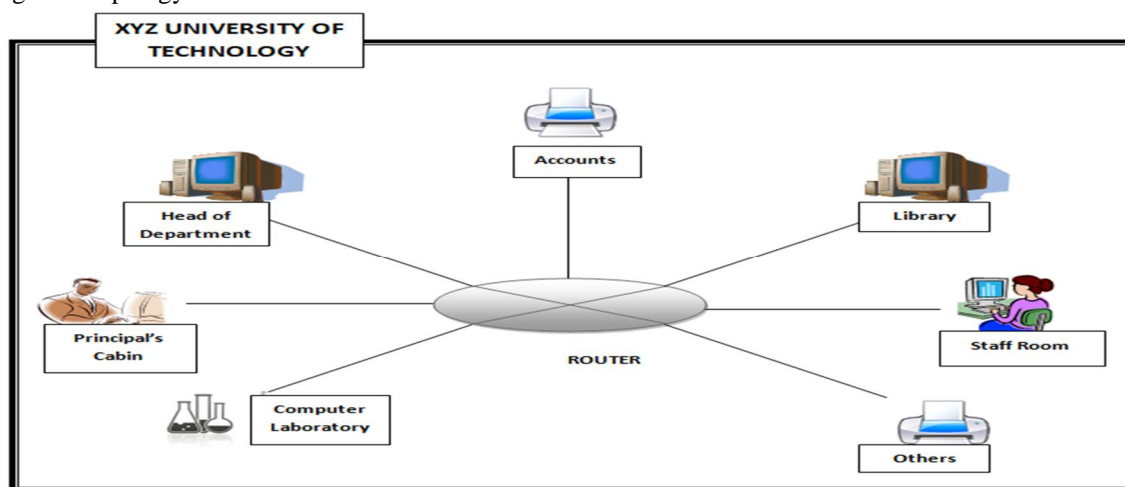 XYZ UNIVERSITY OF
TECHNOLOGY
Accounts
Head of
Department
Library
Principal's
Cabin
ROUTER
Staff Room
Computer
Laboratory
Others